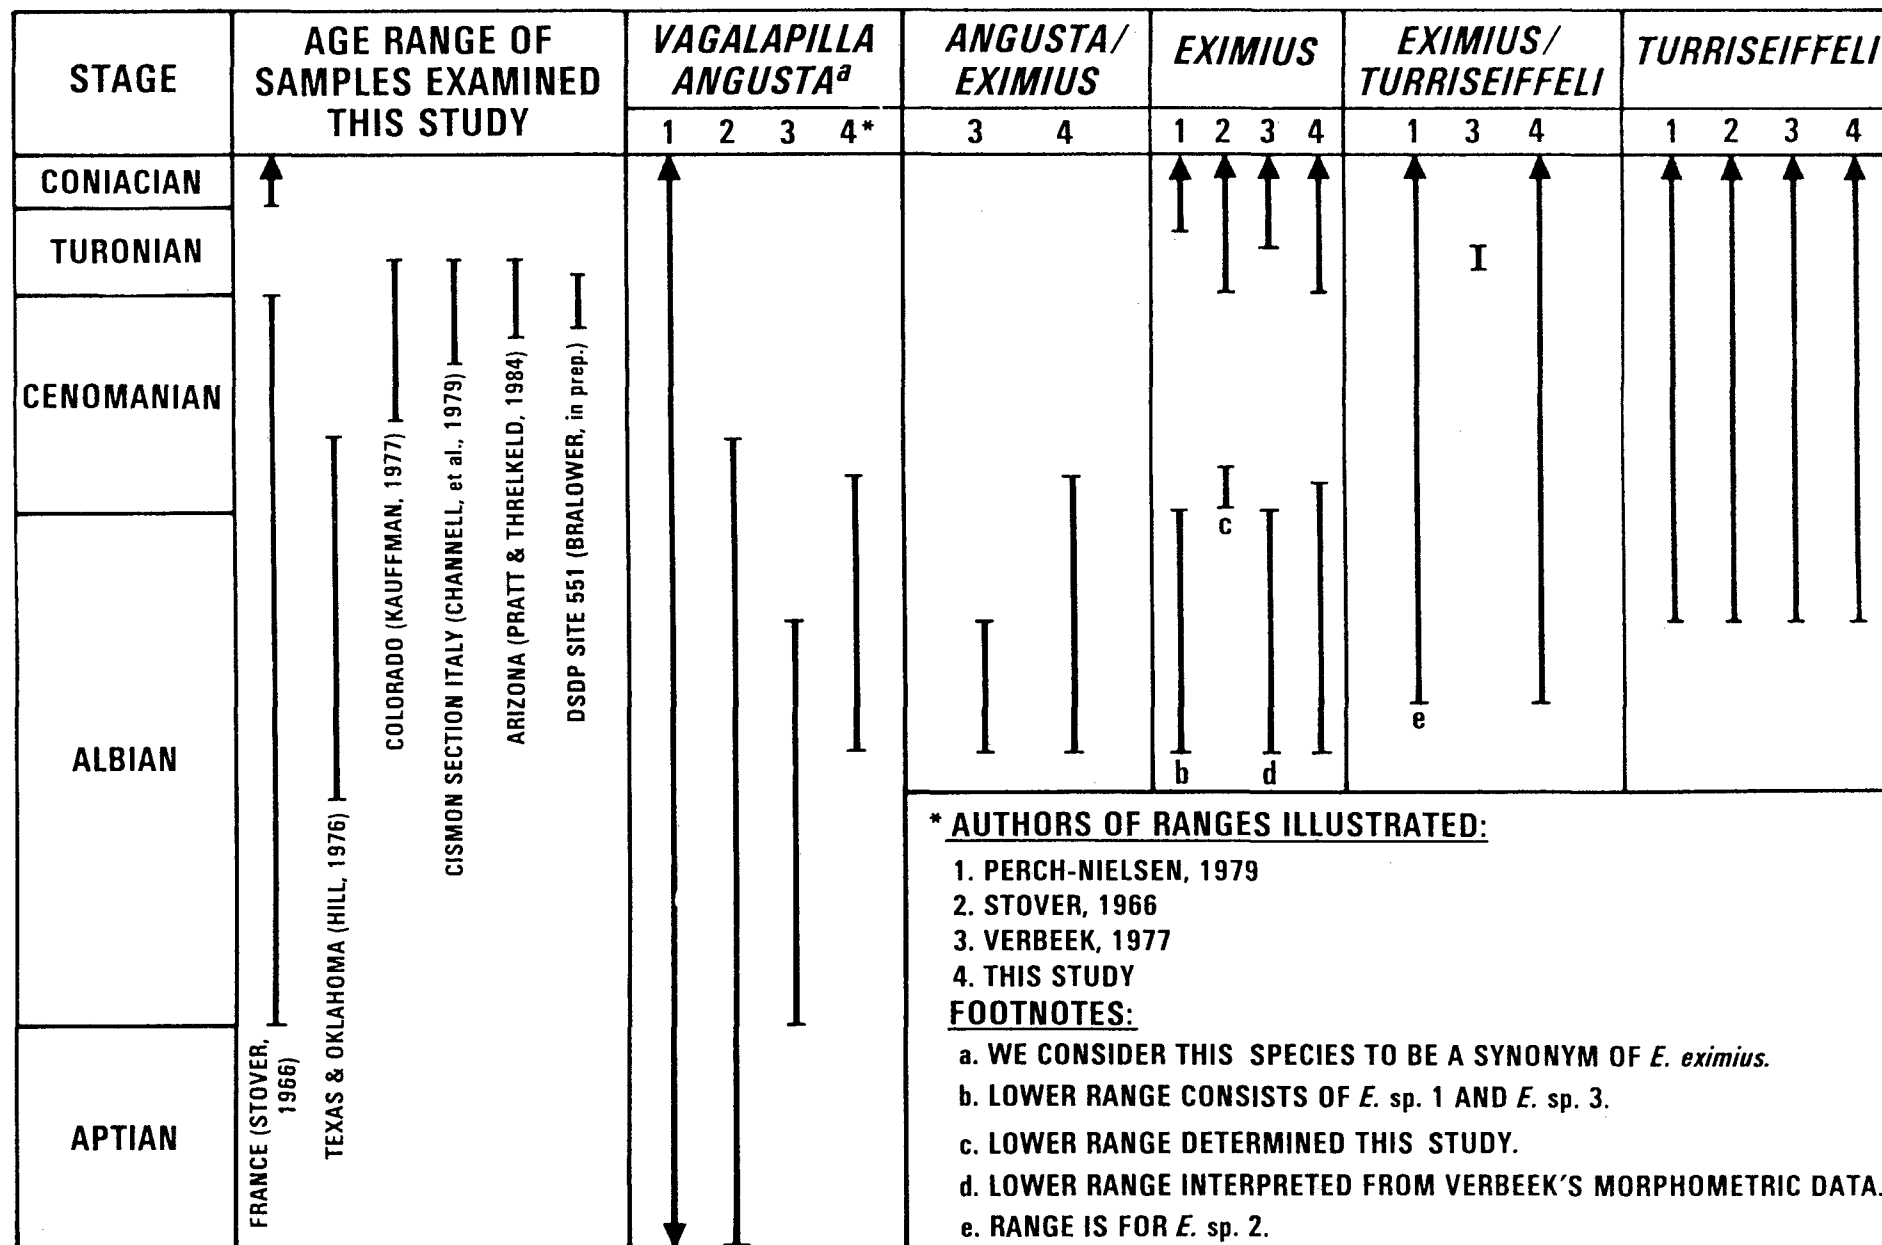 STAGE
AGE RANGE OF
SAMPLES EXAMINED
THIS STUDY
VAGALAPILLA
ANGUSTAa
ANGUSTA/
EXIMIUS
EXIMIUS
EXIMIUS/
TURRISEIFFELI
TURRISEIFFELI
1 2 3 4*
3 4
1 2 3 4
1 3 4
1 2 3 4
CONIACIAN
TURONIAN
CENOMANIAN
ALBIAN
APTIAN
FRANCE (STOVER,
1966)
TEXAS & OKLAHOMA (HILL, 1976)
COLORADO (KAUFFMAN, 1977)
CISMON SECTION ITALY (CHANNELL, et al., 1979)
ARIZONA (PRATT & THRELKELD, 1984)
DSDP SITE 551 (BRALOWER, in prep.)
c
e
b
d
* AUTHORS OF RANGES ILLUSTRATED:
1. PERCH-NIELSEN, 1979
2. STOVER, 1966
3. VERBEEK, 1977
4. THIS STUDY
FOOTNOTES:
a. WE CONSIDER THIS SPECIES TO BE A SYNONYM OF E. eximius.
b. LOWER RANGE CONSISTS OF E. sp. 1 AND E. sp. 3.
c. LOWER RANGE DETERMINED THIS STUDY.
d. LOWER RANGE INTERPRETED FROM VERBEEK'S MORPHOMETRIC DATA.
e. RANGE IS FOR E. sp. 2.